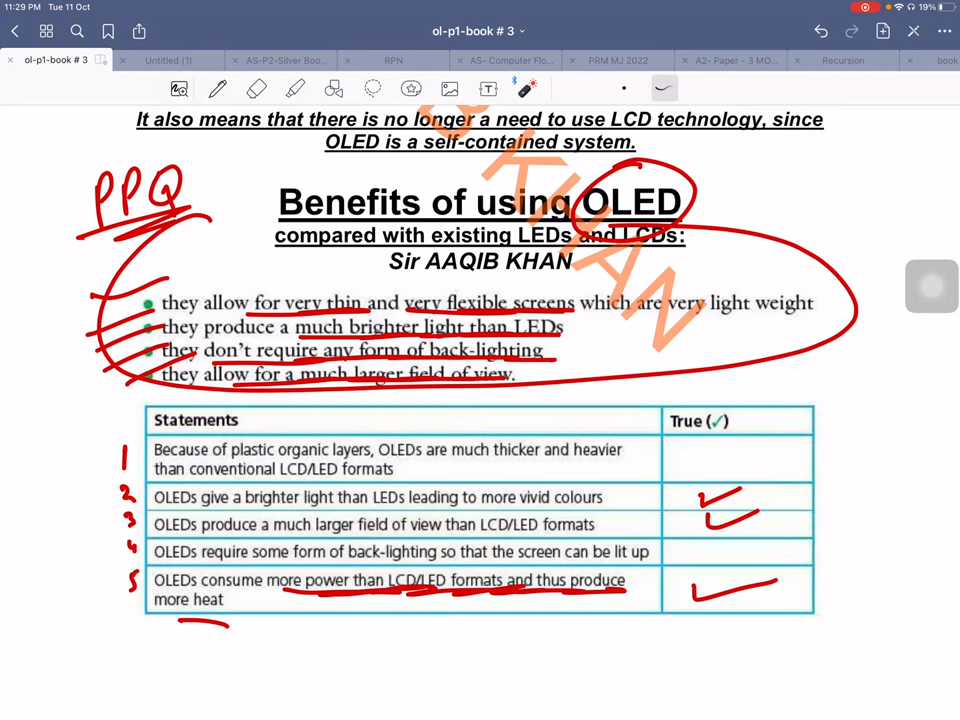 11:29 PM Tue 11 Oct
19%
ol-p1-book # 3
ol-p1-book # 3
Untitled (1)
AS-P2-Silver Boo...
RPN
AS- Computer Flo...
PRM MJ 2022
A2- Paper - 3 MO...
Recursion
book
It also means that there is no longer a need to use LCD technology, since
OLED is a self-contained system.
PPQ
B KHAN
Benefits of using OLED
compared with existing LEDs and LCDs:
Sir AAQIB KHAN
they allow for very thin and very flexible screens which are very light weight
they produce a much brighter light than LEDs
they don't require any form of back-lighting
they allow for a much larger field of view.
Statements True (✓)
1 Because of plastic organic layers, OLEDs are much thicker and heavier
than conventional LCD/LED formats
2 OLEDs give a brighter light than LEDs leading to more vivid colours ✓
3 OLEDs produce a much larger field of view than LCD/LED formats ✓
4 OLEDs require some form of back-lighting so that the screen can be lit up
5 OLEDs consume more power than LCD/LED formats and thus produce ✓
more heat